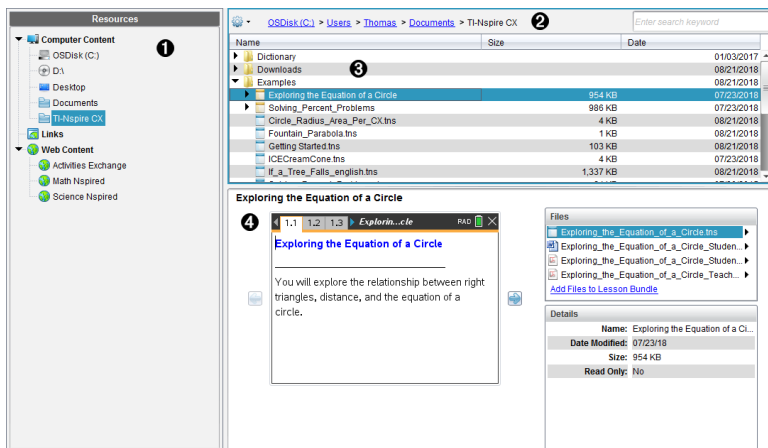 Resources
Computer Content
❶
OSDisk (C:)
D:\
Desktop
Documents
TI-Nspire CX
Links
Web Content
Activities Exchange
Math Nspired
Science Nspired
OSDisk (C:) > Users > Thomas > Documents > TI-Nspire CX ❷ Enter search keyword
Name Size Date
Dictionary 01/03/2017
Downloads ❸ 08/21/2018
Examples 08/21/2018
Exploring the Equation of a Circle 954 KB 07/23/2018
Solving_Percent_Problems 986 KB 07/23/2018
Circle_Radius_Area_Per_CX.tns 4 KB 08/21/2018
Fountain_Parabola.tns 1 KB 08/21/2018
Getting Started.tns 103 KB 08/21/2018
ICECreamCone.tns 4 KB 07/23/2018
If_a_Tree_Falls_english.tns 1,337 KB 08/21/2018
Exploring the Equation of a Circle
❹ 1.1 1.2 1.3 Explorin...cle RAD
Exploring the Equation of a Circle
You will explore the relationship between right
triangles, distance, and the equation of a
circle.
Files
Exploring_the_Equation_of_a_Circle.tns
Exploring_the_Equation_of_a_Circle_Studen...
Exploring_the_Equation_of_a_Circle_Studen...
Exploring_the_Equation_of_a_Circle_Teach...
Add Files to Lesson Bundle
Details
Name: Exploring the Equation of a Ci...
Date Modified: 07/23/18
Size: 954 KB
Read Only: No